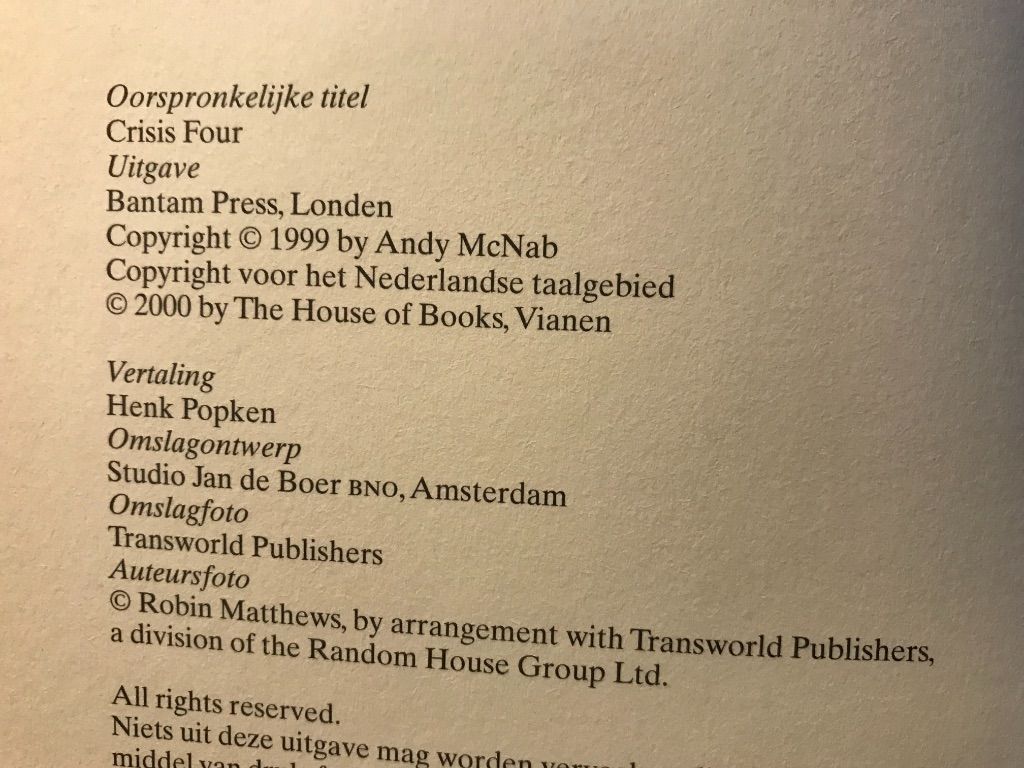 Oorspronkelijke titel
Crisis Four
Uitgave
Bantam Press, Londen
Copyright © 1999 by Andy McNab
Copyright voor het Nederlandse taalgebied
© 2000 by The House of Books, Vianen
Vertaling
Henk Popken
Omslagontwerp
Studio Jan de Boer BNO, Amsterdam
Omslagfoto
Transworld Publishers
Auteursfoto
© Robin Matthews, by arrangement with Transworld Publishers,
a division of the Random House Group Ltd.
All rights reserved.
Niets uit deze uitgave mag worden
middel van